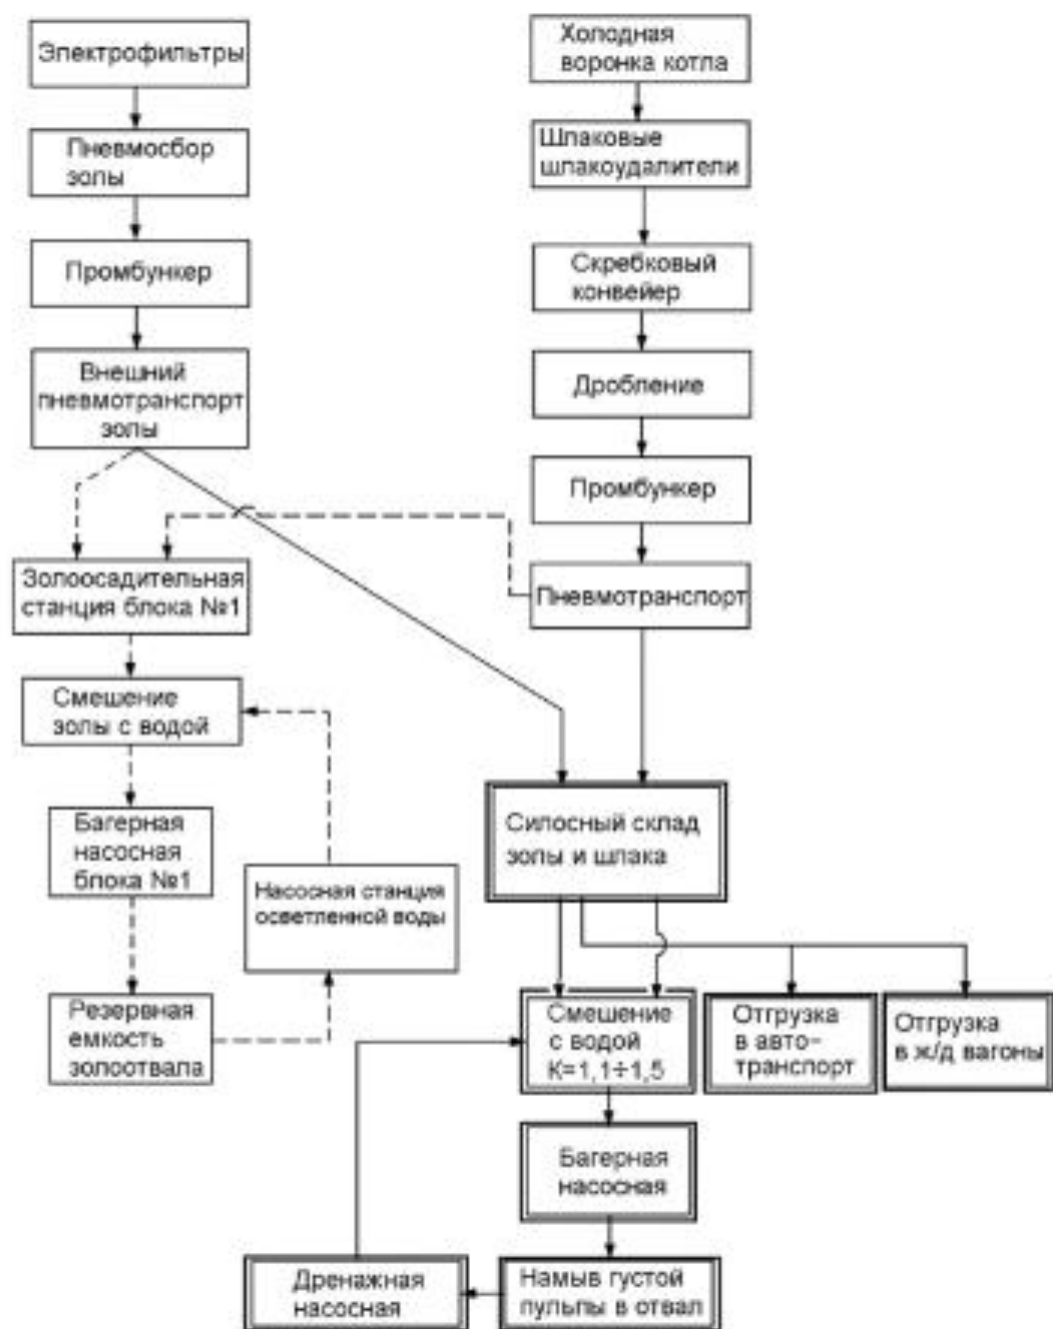 Электрофильтры
Пневмосбор
золы
Промбункер
Внешний
пневмотранспорт
золы
Золоосадительная
станция блока №1
Смешение
золы с водой
Багерная
насосная
блока №1
Резервная
емкость
золоотвала
Насосная станция
осветленной воды
Холодная
воронка котла
Шлаковые
шлакоудалители
Скребковый
конвейер
Дробление
Промбункер
Пневмотранспорт
Силосный склад
золы и шлака
Смешение
с водой
К=1,1÷1,5
Отгрузка
в авто-
транспорт
Отгрузка
в ж/д вагоны
Багерная
насосная
Намыв густой
пульпы в отвал
Дренажная
насосная